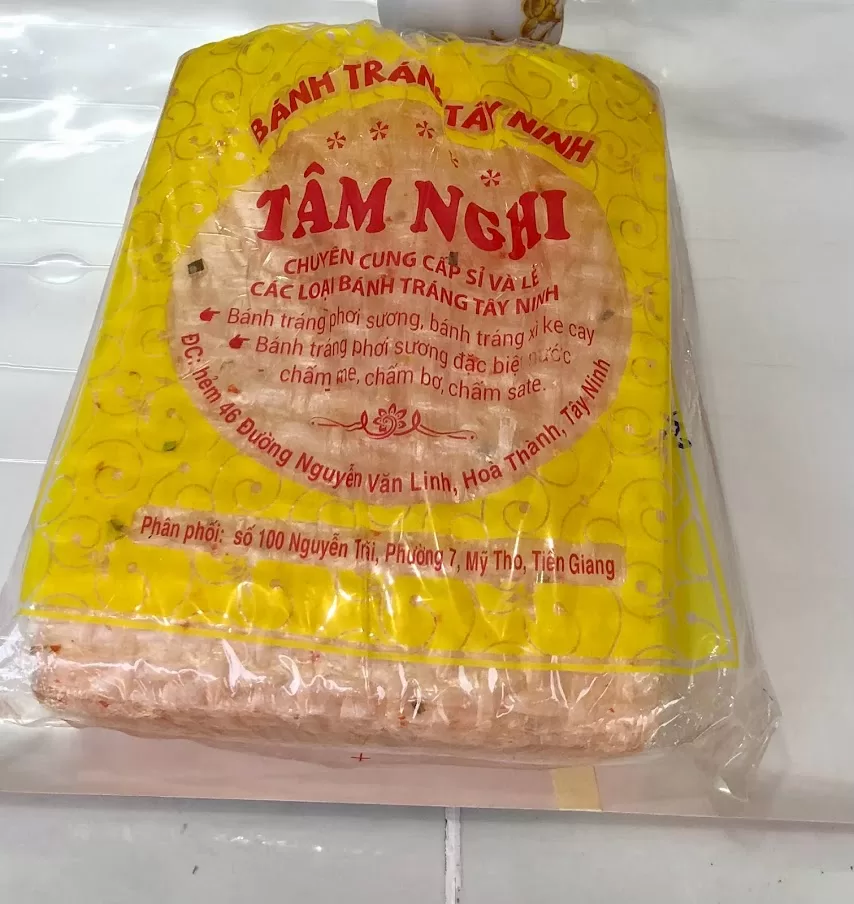 BÁNH TRÁNG TÂY NINH
TÂM NGHI
CHUYÊN CUNG CẤP SỈ VÀ LẺ
CÁC LOẠI BÁNH TRÁNG TÂY NINH
Bánh tráng phơi sương, bánh tráng xì ke cay
Bánh tráng phơi sương đặc biệt nước
chấm me, chấm bơ, chấm sate.
ĐC: hẻm 46 Đường Nguyễn Văn Linh, Hoà Thành, Tây Ninh
Phân phối: số 100 Nguyễn Trãi, Phường 7, Mỹ Tho, Tiền Giang